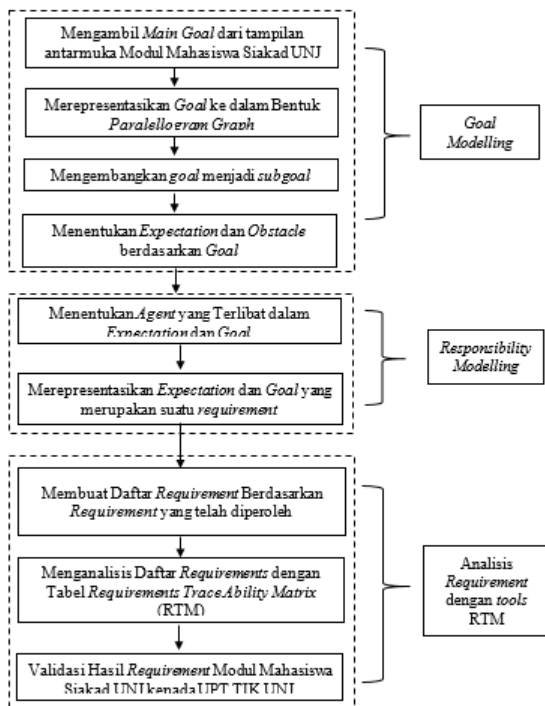 Mengambil Main Goal dari tampilan
antarmuka Modul Mahasiswa Siakad UNJ
Merepresentasikan Goal ke dalam Bentuk
Paralellogram Graph
Mengembangkan goal menjadi subgoal
Menentukan Expectation dan Obstacle
berdasarkan Goal
Goal
Modelling
Menentukan Agent yang Terlibat dalam
Expectation dan Goal
Merepresentasikan Expectation dan Goal yang
merupakan suatu requirement
Responsibility
Modelling
Membuat Daftar Requirement Berdasarkan
Requirement yang telah diperoleh
Menganalisis Daftar Requirements dengan
Tabel Requirements Trace Ability Matrix
(RTM)
Validasi Hasil Requirement Modul Mahasiswa
Siakad UNJ kepada UPT TIK UNJ
Analisis
Requirement
dengan tools
RTM